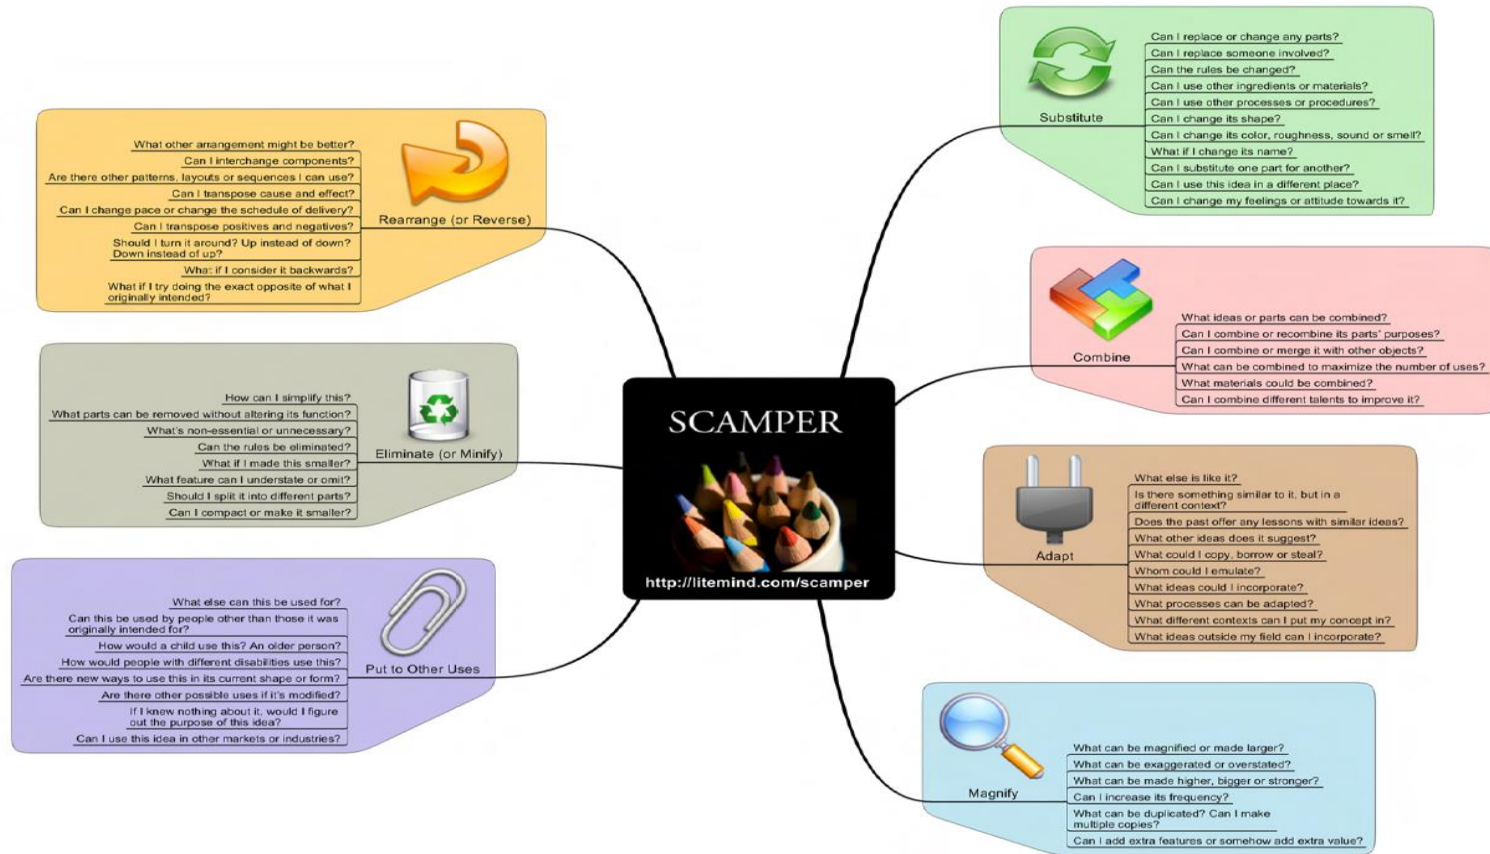 SCAMPER
http://litemind.com/scamper
Substitute
Can I replace or change any parts?
Can I replace someone involved?
Can the rules be changed?
Can I use other ingredients or materials?
Can I use other processes or procedures?
Can I change its shape?
Can I change its color, roughness, sound or smell?
What if I change its name?
Can I substitute one part for another?
Can I use this idea in a different place?
Can I change my feelings or attitude towards it?
Combine
What ideas or parts can be combined?
Can I combine or recombine its parts' purposes?
Can I combine or merge it with other objects?
What can be combined to maximize the number of uses?
What materials could be combined?
Can I combine different talents to improve it?
Adapt
What else is like it?
Is there something similar to it, but in a
different context?
Does the past offer any lessons with similar ideas?
What other ideas does it suggest?
What could I copy, borrow or steal?
Whom could I emulate?
What ideas could I incorporate?
What processes can be adapted?
What different contexts can I put my concept in?
What ideas outside my field can I incorporate?
Magnify
What can be magnified or made larger?
What can be exaggerated or overstated?
What can be made higher, bigger or stronger?
Can I increase its frequency?
What can be duplicated? Can I make
multiple copies?
Can I add extra features or somehow add extra value?
Put to Other Uses
What else can this be used for?
Can this be used by people other than those it was
originally intended for?
How would a child use this? An older person?
How would people with different disabilities use this?
Are there new ways to use this in its current shape or form?
Are there other possible uses if it's modified?
If I knew nothing about it, would I figure
out the purpose of this idea?
Can I use this idea in other markets or industries?
Eliminate (or Minify)
How can I simplify this?
What parts can be removed without altering its function?
What's non-essential or unnecessary?
Can the rules be eliminated?
What if I made this smaller?
What feature can I understate or omit?
Should I split it into different parts?
Can I compact or make it smaller?
Rearrange (or Reverse)
What other arrangement might be better?
Can I interchange components?
Are there other patterns, layouts or sequences I can use?
Can I transpose cause and effect?
Can I change pace or change the schedule of delivery?
Can I transpose positives and negatives?
Should I turn it around? Up instead of down?
Down instead of up?
What if I consider it backwards?
What if I try doing the exact opposite of what I
originally intended?